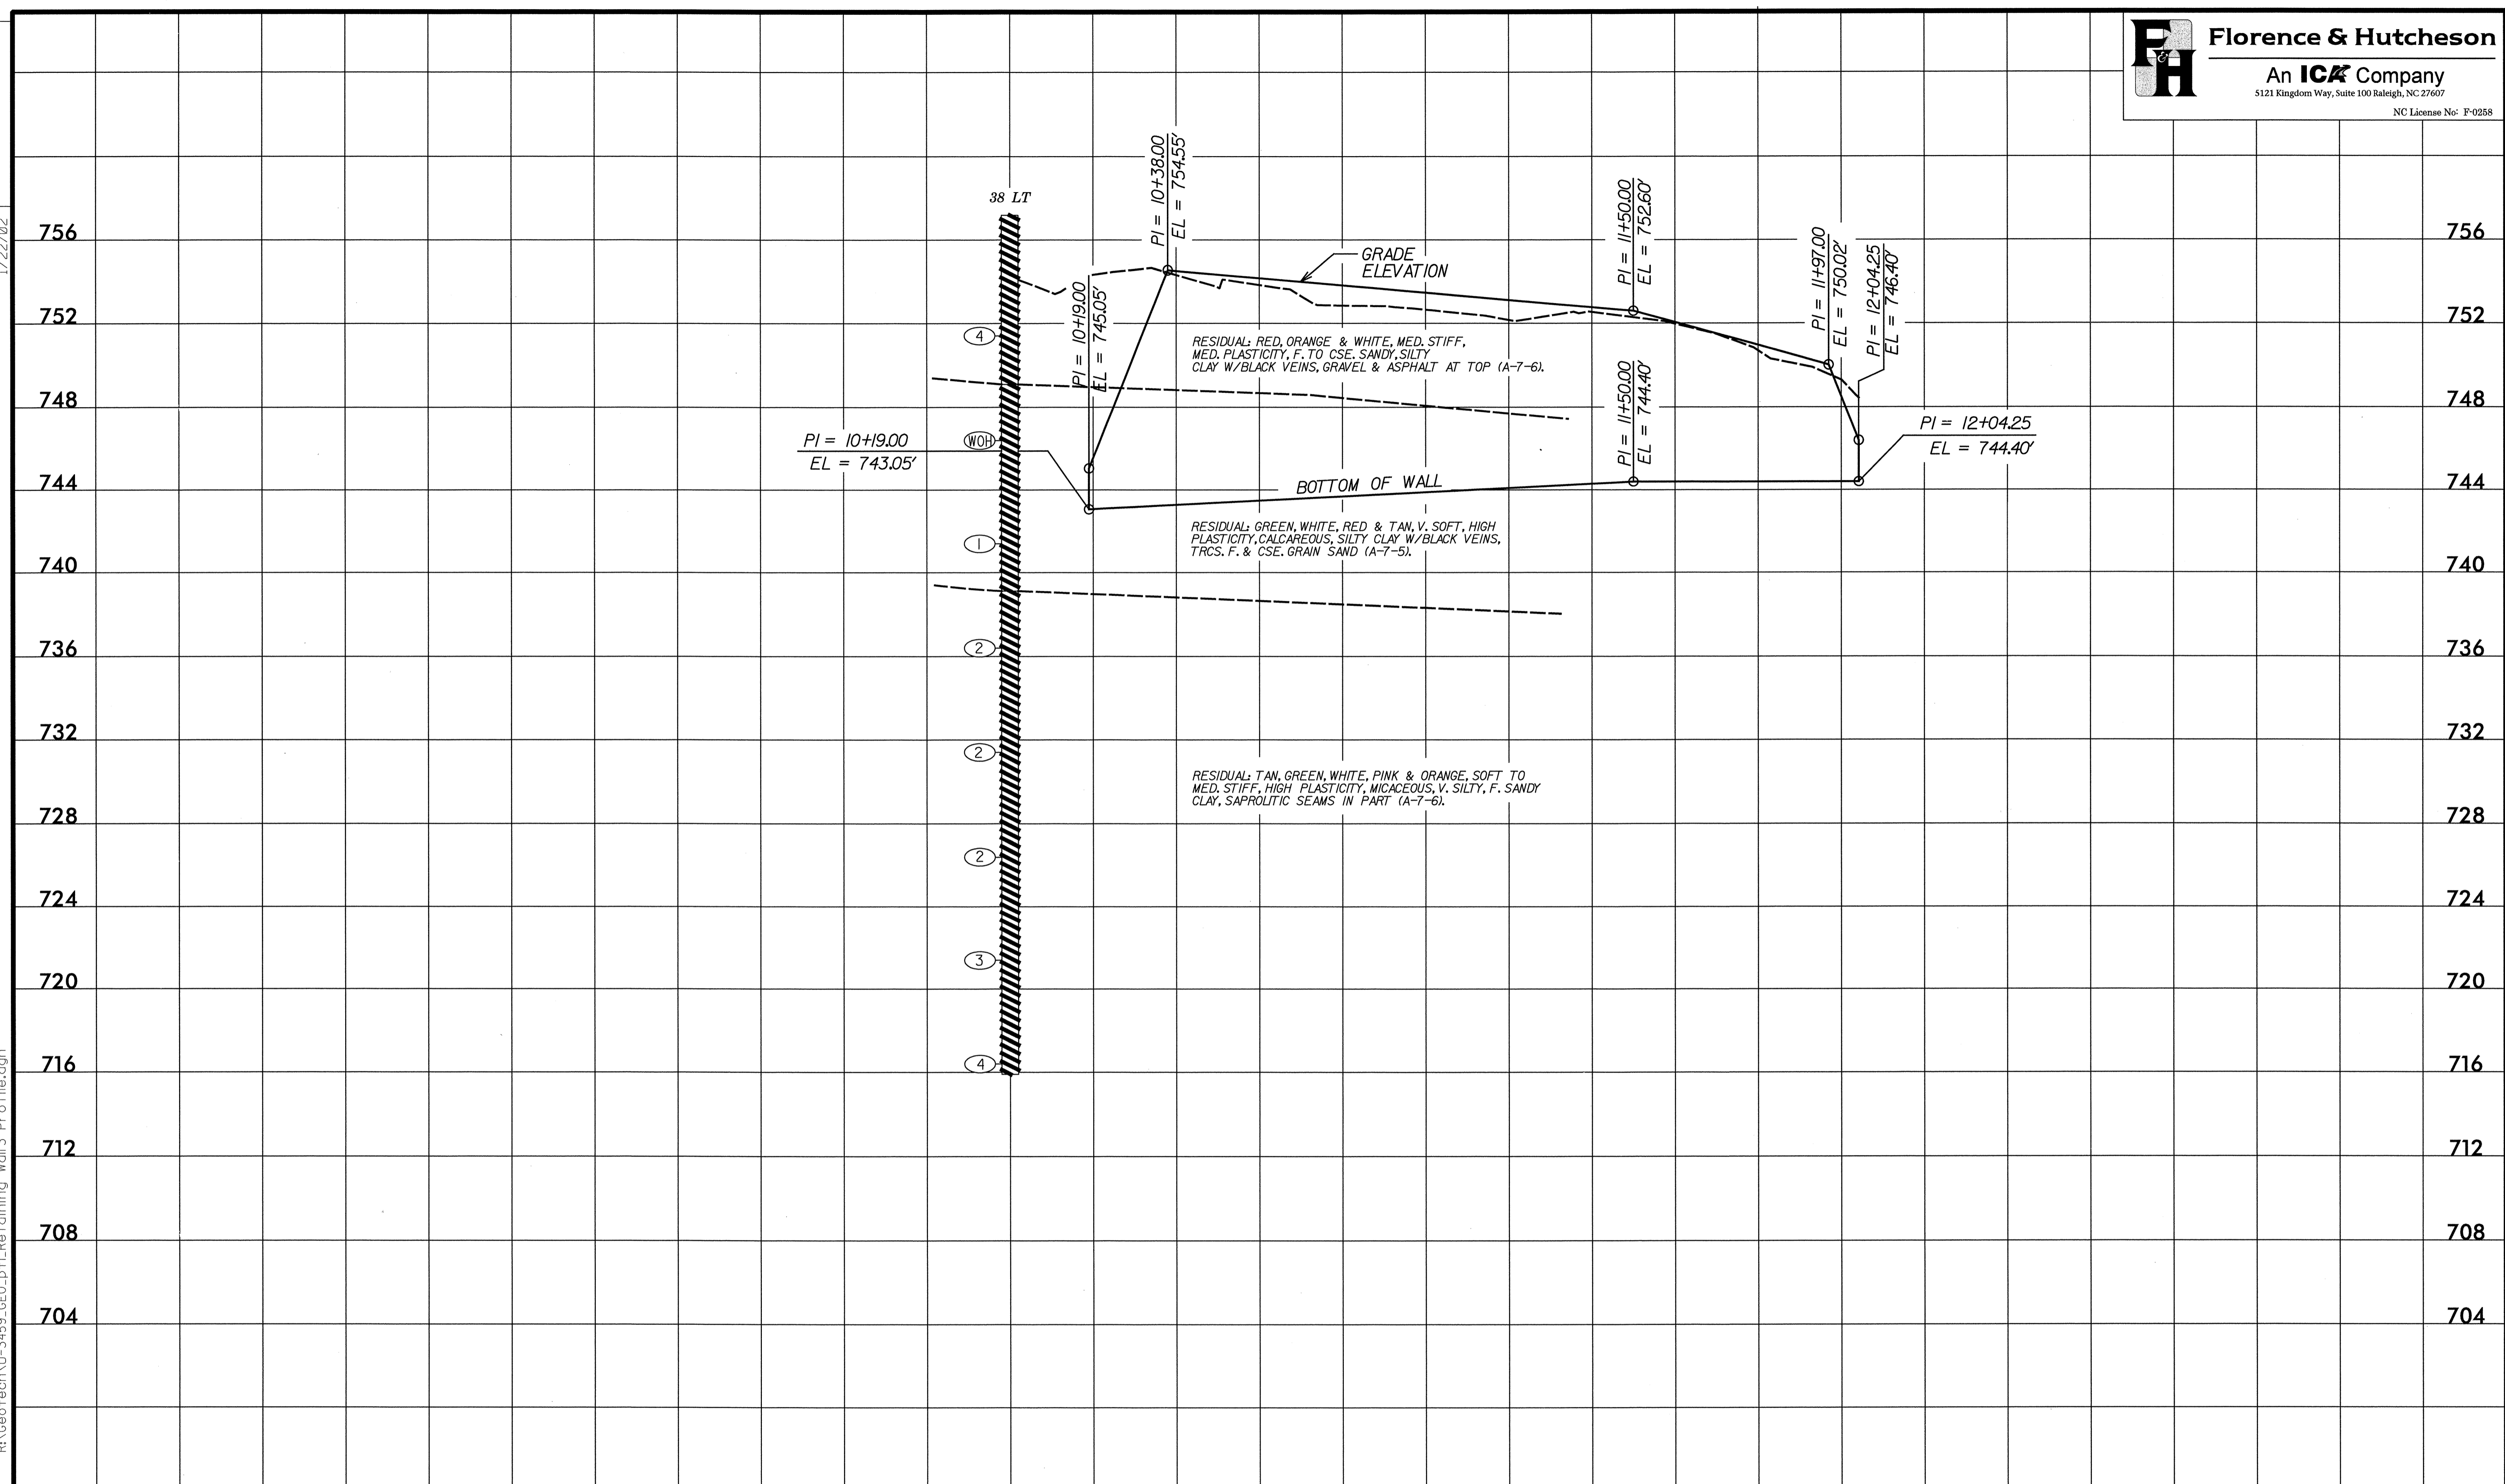 Florence & Hutcheson
An ICA Company
5121 Kingdom Way, Suite 100 Raleigh, NC 27607
NC License No: F-0258
1/22/02
38 LT
PI = 10+38.00
EL = 754.55'
PI = 11+50.00
EL = 752.60'
PI = 11+97.00
EL = 750.02'
PI = 12+04.25
EL = 746.40'
756
756
GRADE
ELEVATION
PI = 10+19.00
EL = 745.05'
752
752
4
RESIDUAL: RED, ORANGE & WHITE, MED. STIFF,
MED. PLASTICITY, F. TO CSE. SANDY, SILTY
CLAY W/BLACK VEINS, GRAVEL & ASPHALT AT TOP (A-7-6).
748
748
PI = 11+50.00
EL = 744.40'
PI = 10+19.00
EL = 743.05'
WOH
PI = 12+04.25
EL = 744.40'
744
744
BOTTOM OF WALL
RESIDUAL: GREEN, WHITE, RED & TAN, V. SOFT, HIGH
PLASTICITY, CALCAREOUS, SILTY CLAY W/BLACK VEINS,
TRCS. F. & CSE. GRAIN SAND (A-7-5).
1
740
740
736
736
2
732
732
2
RESIDUAL: TAN, GREEN, WHITE, PINK & ORANGE, SOFT TO
MED. STIFF, HIGH PLASTICITY, MICACEOUS, V. SILTY, F. SANDY
CLAY, SAPROLITIC SEAMS IN PART (A-7-6).
728
728
2
724
724
3
720
720
716
716
4
712
712
708
708
704
704